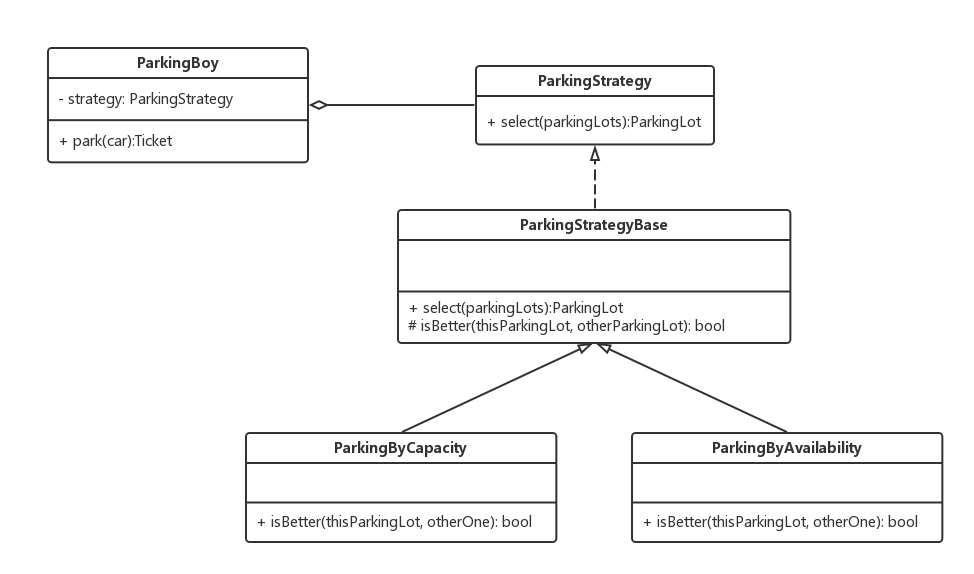 ParkingBoy
- strategy: ParkingStrategy
+ park(car):Ticket
ParkingStrategy
+ select(parkingLots):ParkingLot
ParkingStrategyBase
+ select(parkingLots):ParkingLot
# isBetter(thisParkingLot, otherParkingLot): bool
ParkingByCapacity
+ isBetter(thisParkingLot, otherOne): bool
ParkingByAvailability
+ isBetter(thisParkingLot, otherOne): bool